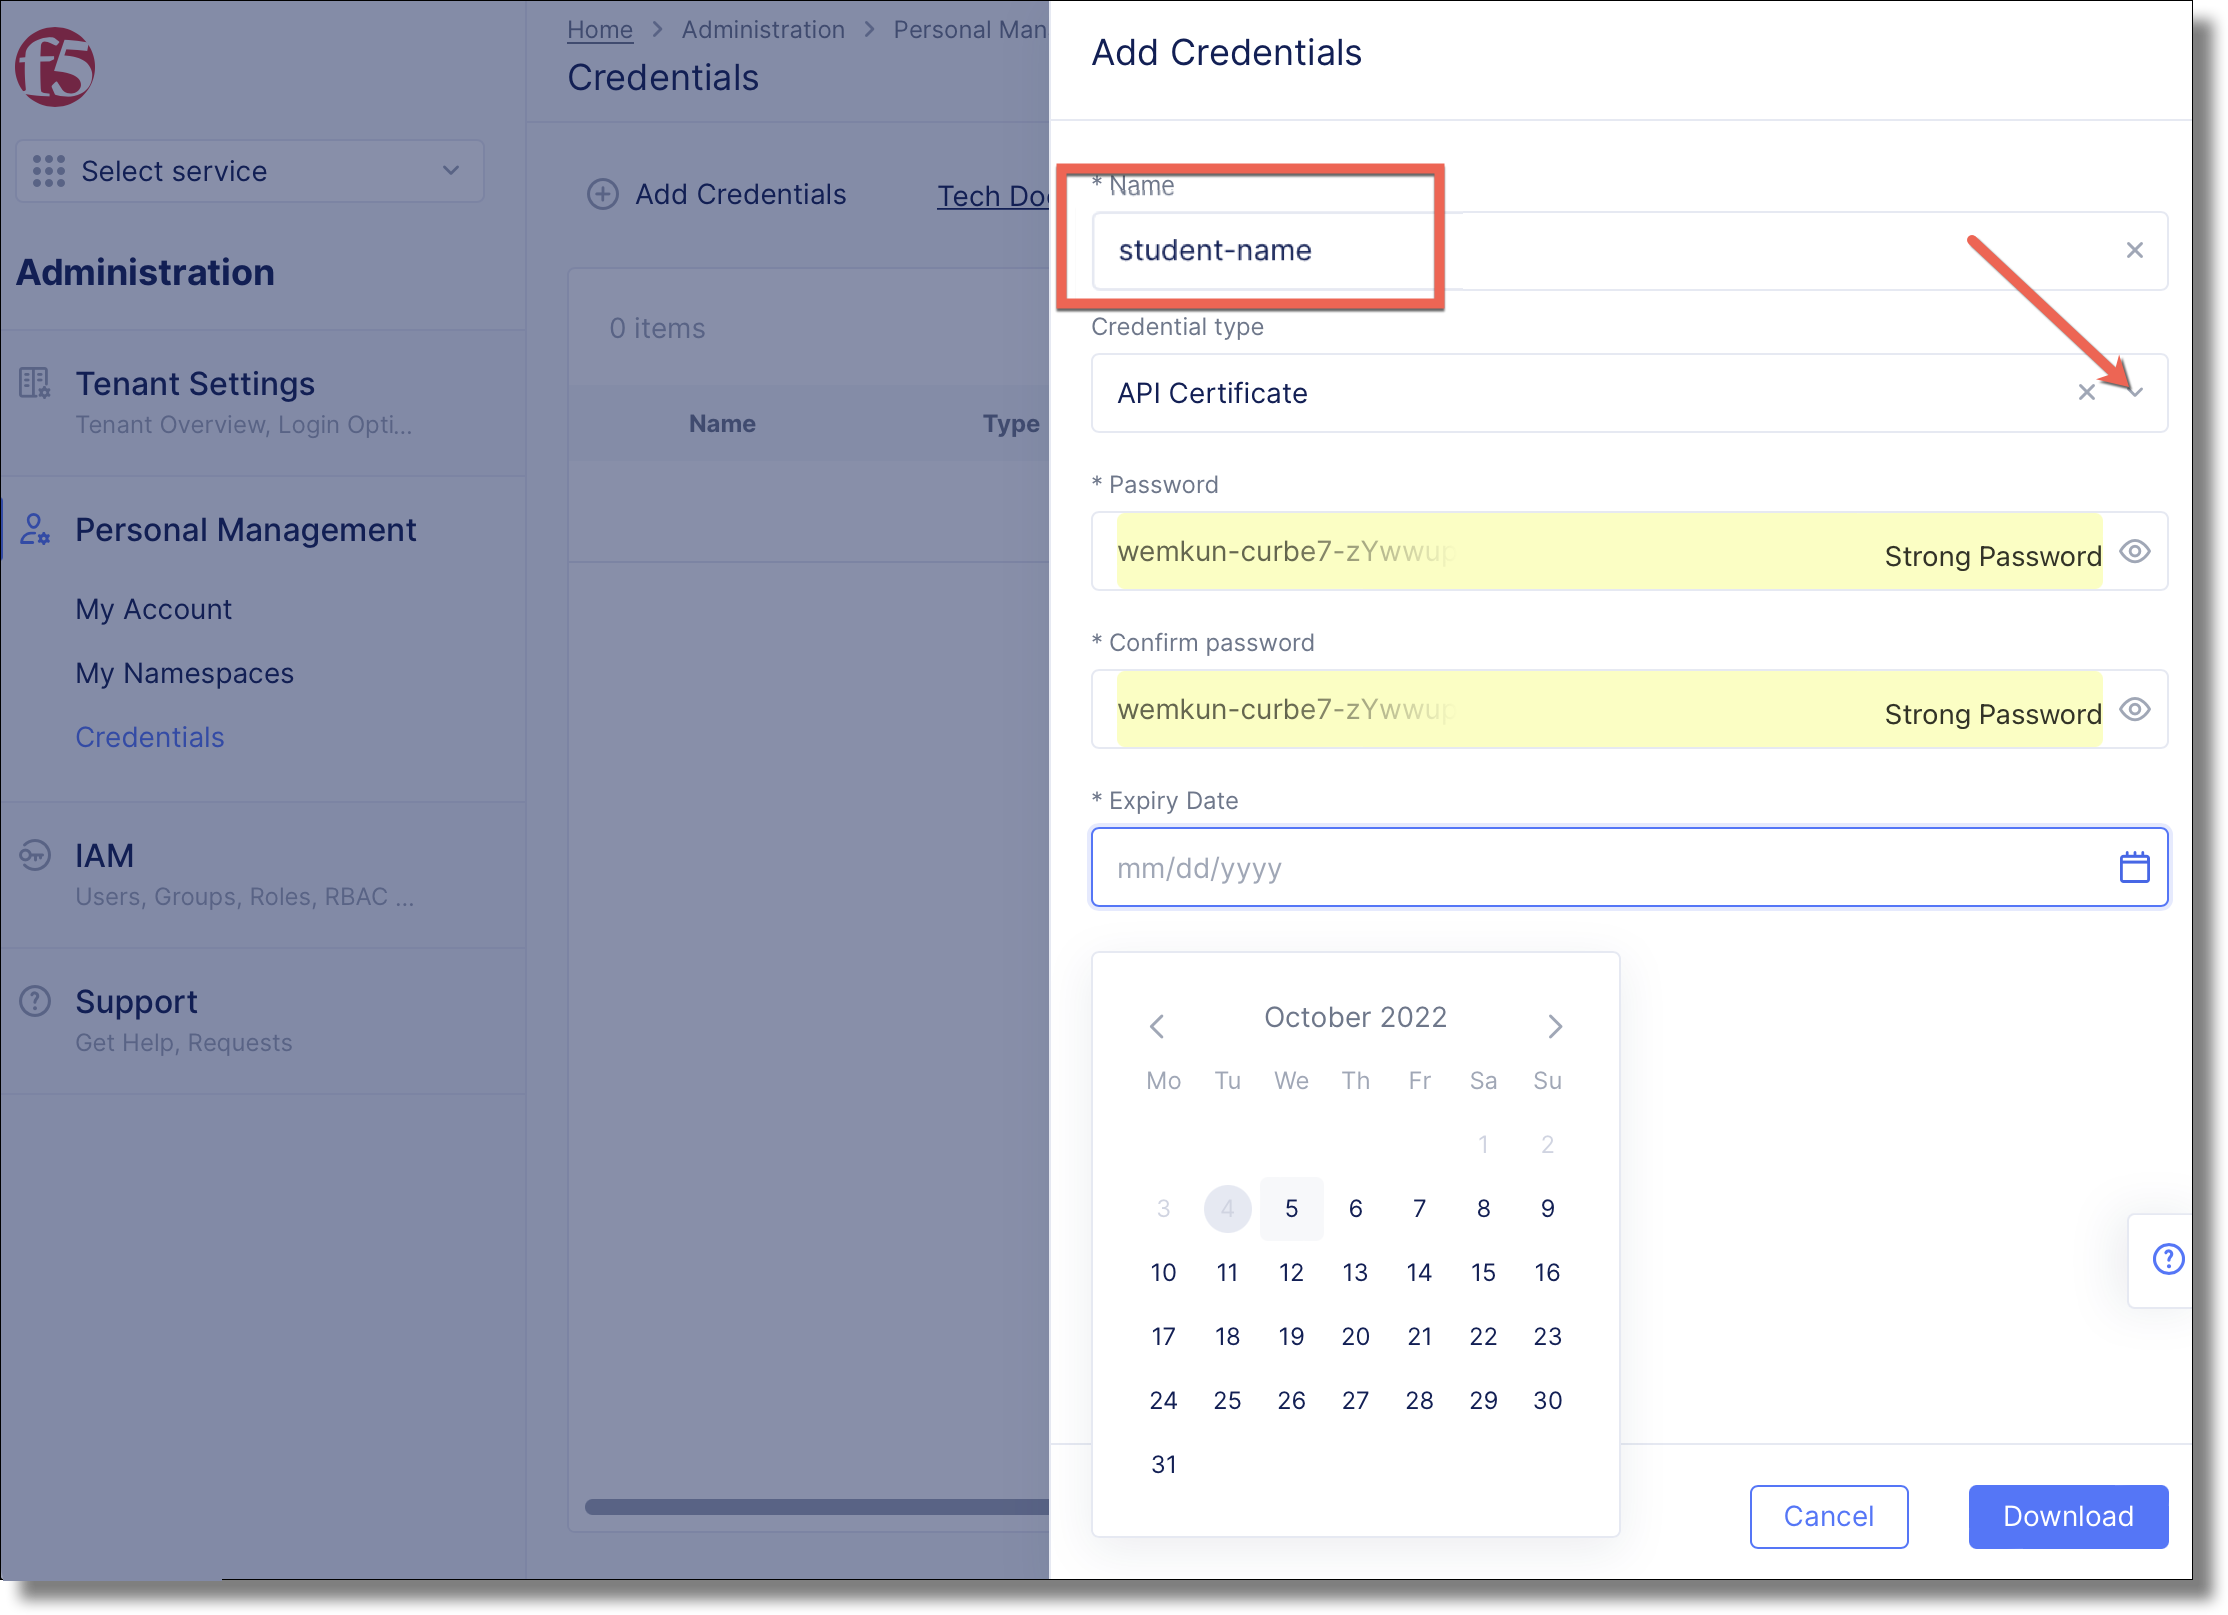 f5
Select service
Administration
Tenant Settings
Tenant Overview, Login Opti...
Personal Management
My Account
My Namespaces
Credentials
IAM
Users, Groups, Roles, RBAC ...
Support
Get Help, Requests
Home > Administration > Personal Man
Credentials
Add Credentials Tech Doc
0 items
Name Type
Add Credentials
* Name
student-name
Credential type
API Certificate
* Password
wemkun-curbe7-zYwwup Strong Password
* Confirm password
wemkun-curbe7-zYwwup Strong Password
* Expiry Date
mm/dd/yyyy
October 2022
Mo Tu We Th Fr Sa Su
1 2
3 4 5 6 7 8 9
10 11 12 13 14 15 16
17 18 19 20 21 22 23
24 25 26 27 28 29 30
31
Cancel Download